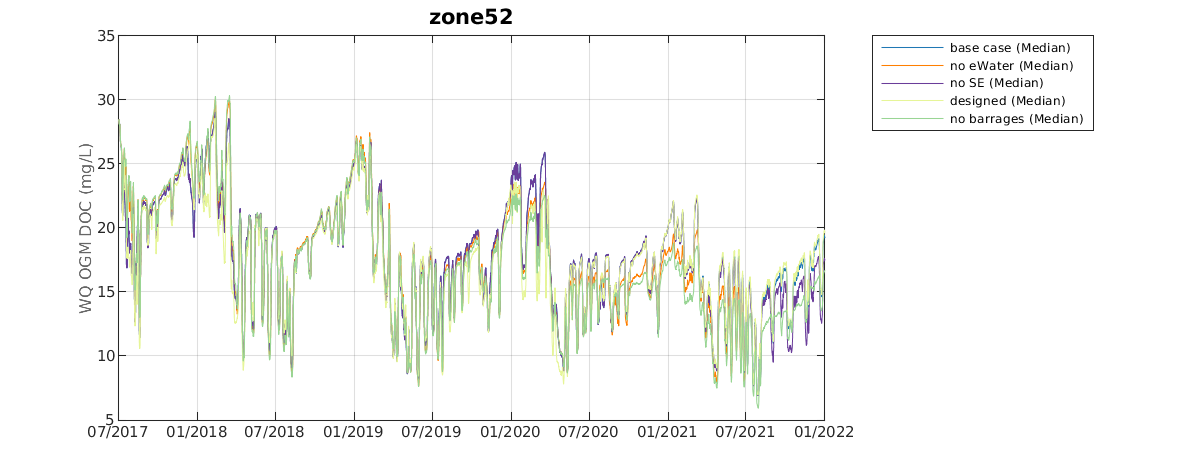 zone52
35
30
25
20
15
10
5
WQ OGM DOC (mg/L)
07/2017 01/2018 07/2018 01/2019 07/2019 01/2020 07/2020 01/2021 07/2021 01/2022
base case (Median)
no eWater (Median)
no SE (Median)
designed (Median)
no barrages (Median)